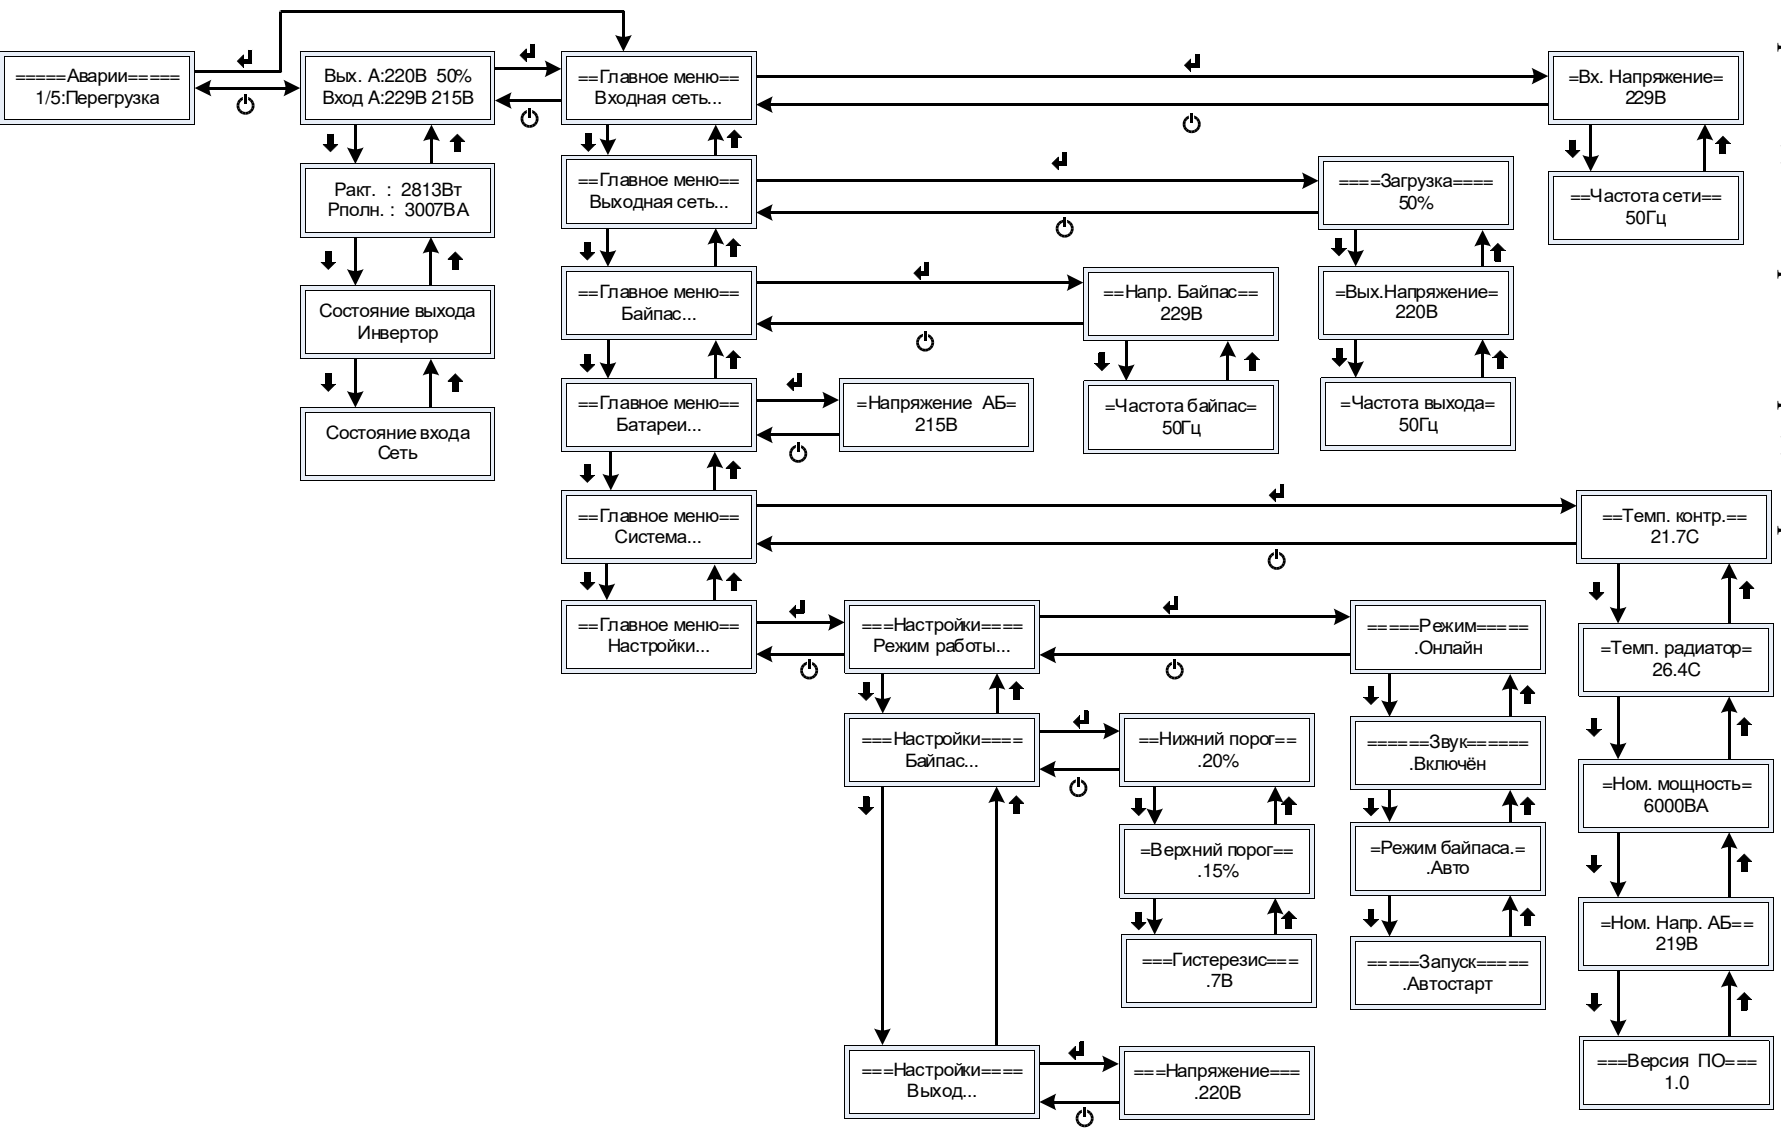 =====Аварии=====
1/5:Перегрузка
Вых. А:220В 50%
Вход А:229В 215В
==Главное меню==
Входная сеть...
=Вх. Напряжение=
229В
Pакт. : 2813Вт
Pполн. : 3007ВА
==Главное меню==
Выходная сеть...
====Загрузка====
50%
==Частота сети==
50Гц
Состояние выхода
Инвертор
==Главное меню==
Байпас...
==Напр. Байпас==
229В
=Вых.Напряжение=
220В
Состояние входа
Сеть
==Главное меню==
Батареи...
=Напряжение АБ=
215В
=Частота байпас=
50Гц
=Частота выхода=
50Гц
==Главное меню==
Система...
==Темп. контр.==
21.7С
==Главное меню==
Настройки...
===Настройки====
Режим работы...
=====Режим=====
.Онлайн
=Темп. радиатор=
26.4С
===Настройки====
Байпас...
==Нижний порог==
.20%
======Звук======
.Включён
=Ном. мощность=
6000ВА
=Верхний порог==
.15%
=Режим байпаса.=
.Авто
=Ном. Напр. АБ==
219В
===Гистерезис===
.7В
=====Запуск=====
.Автостарт
===Настройки====
Выход...
===Напряжение===
.220В
===Версия ПО===
1.0